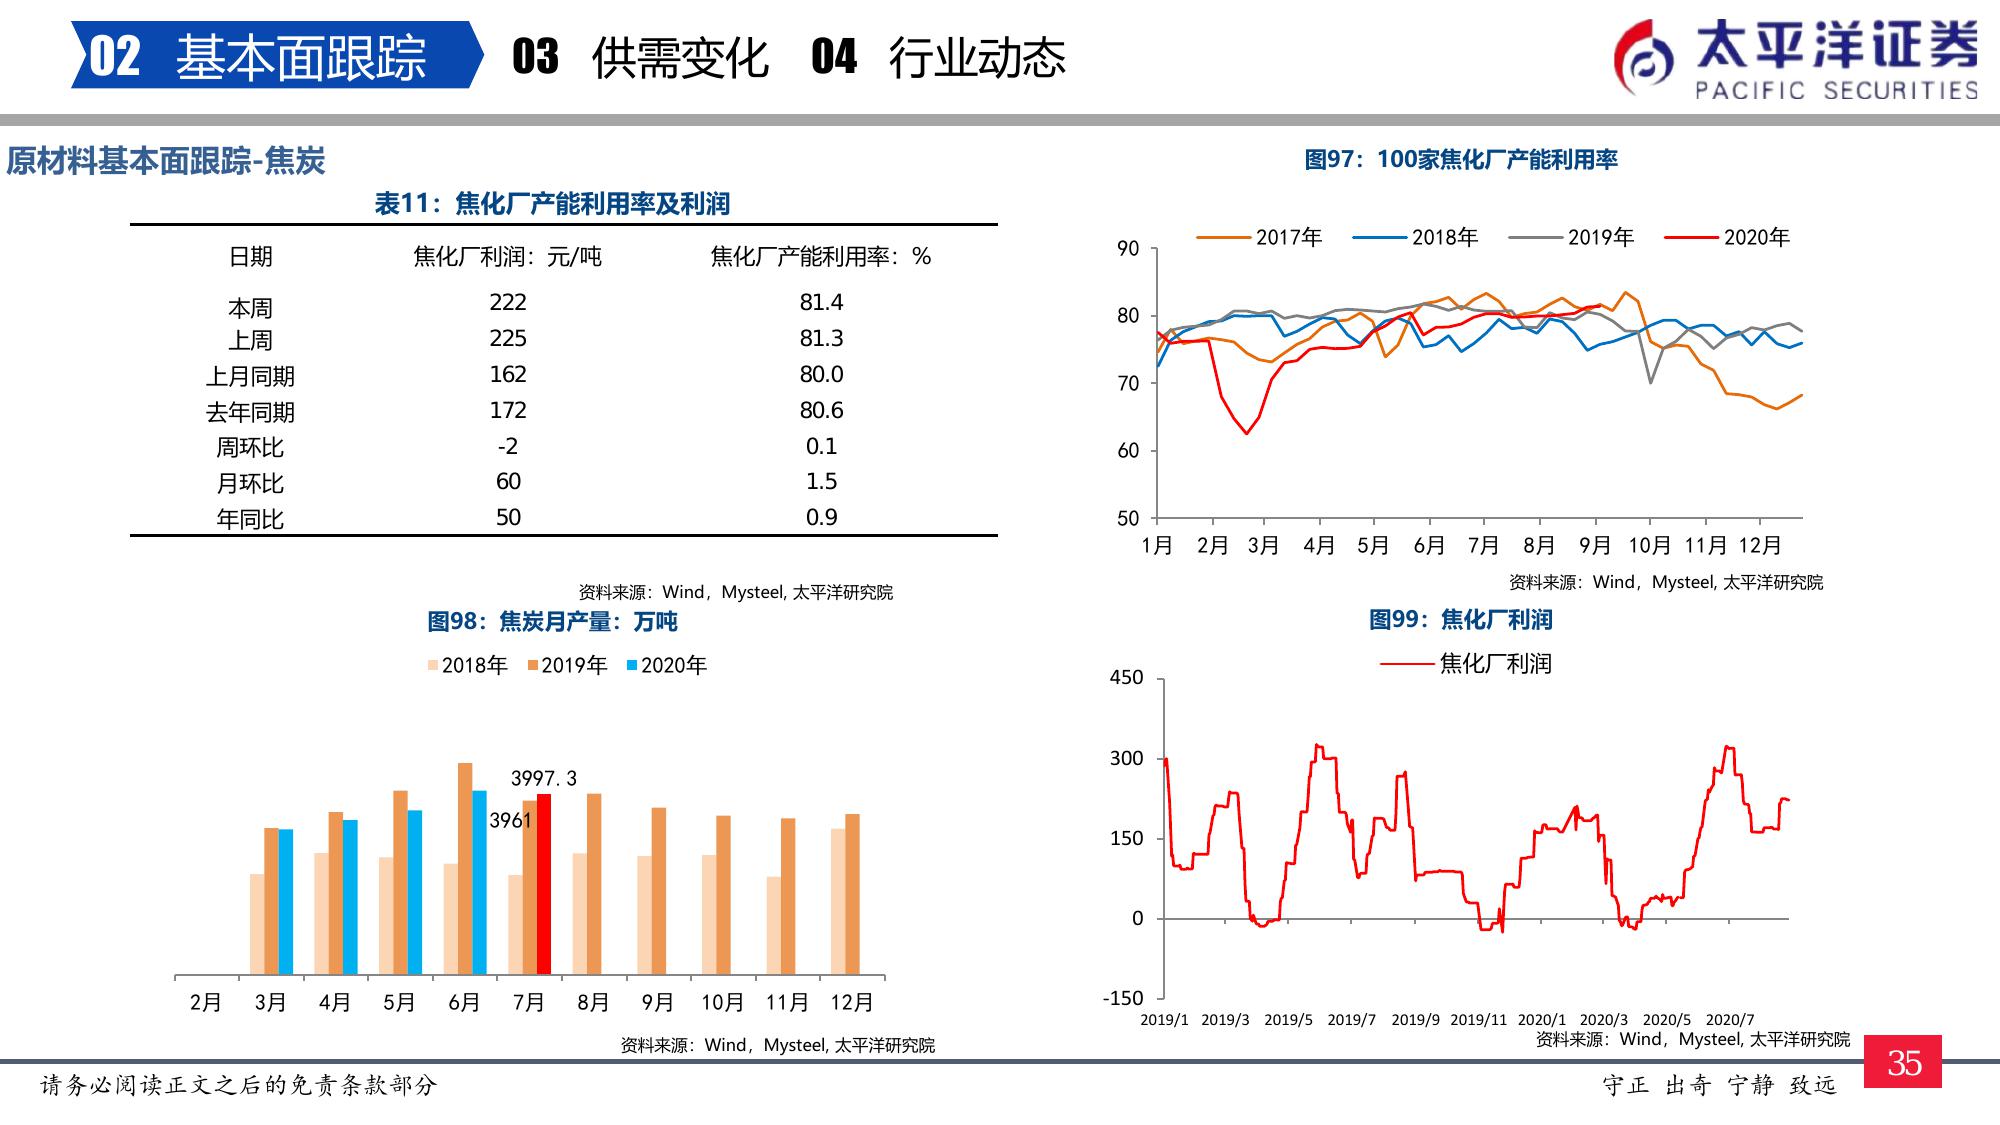 02 基本面跟踪 03 供需变化 04 行业动态
太平洋证券
PACIFIC SECURITIES
原材料基本面跟踪-焦炭
表11：焦化厂产能利用率及利润
日期 焦化厂利润：元/吨 焦化厂产能利用率：%
本周 222 81.4
上周 225 81.3
上月同期 162 80.0
去年同期 172 80.6
周环比 -2 0.1
月环比 60 1.5
年同比 50 0.9
资料来源：Wind，Mysteel, 太平洋研究院
图97：100家焦化厂产能利用率
2017年 2018年 2019年 2020年
90
80
70
60
50
1月 2月 3月 4月 5月 6月 7月 8月 9月 10月 11月 12月
资料来源：Wind，Mysteel, 太平洋研究院
图98：焦炭月产量：万吨
2018年 2019年 2020年
3997.3
3961
2月 3月 4月 5月 6月 7月 8月 9月 10月 11月 12月
资料来源：Wind，Mysteel, 太平洋研究院
图99：焦化厂利润
焦化厂利润
450
300
150
0
-150
2019/1 2019/3 2019/5 2019/7 2019/9 2019/11 2020/1 2020/3 2020/5 2020/7
资料来源：Wind，Mysteel, 太平洋研究院
请务必阅读正文之后的免责条款部分
守正 出奇 宁静 致远
35